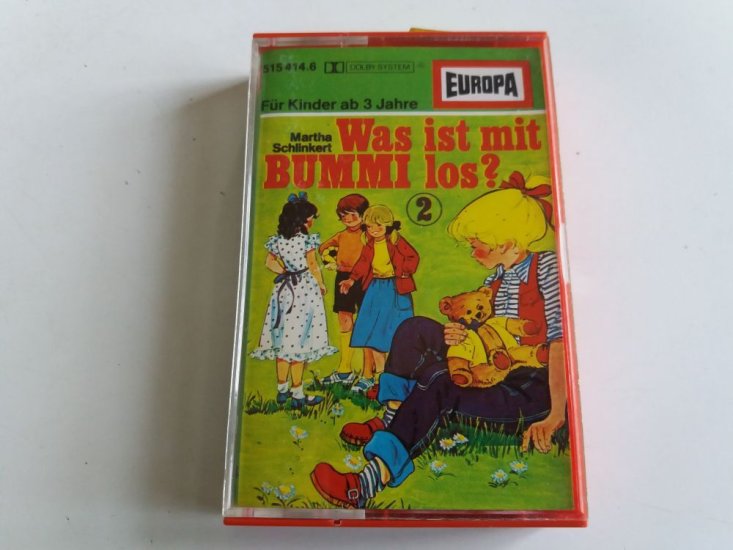 515 414.6 DOLBY SYSTEM
EUROPA
Für Kinder ab 3 Jahre
Martha
Schlinkert
Was ist mit
BUMMI los?
2